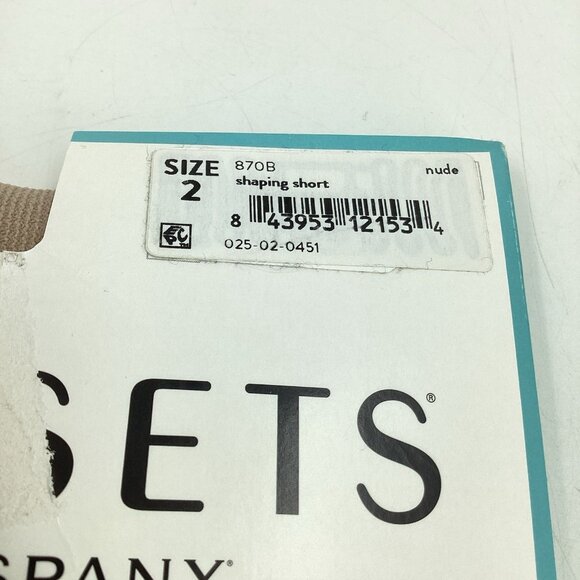 SIZE 870B nude
2 shaping short
8 43953 12153 4
025-02-0451
SETS®
SPANX®